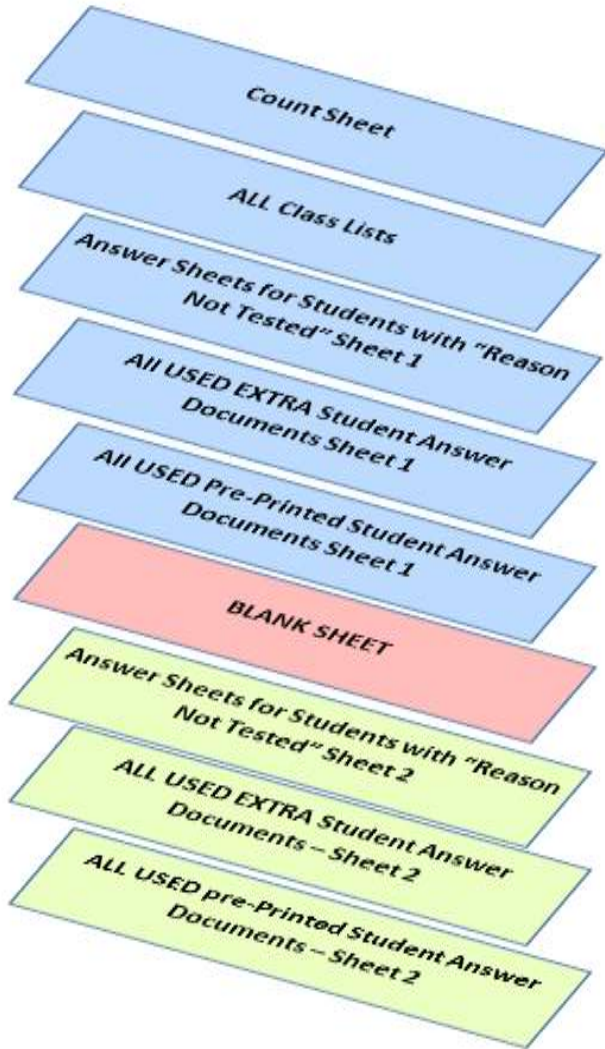 Count Sheet
ALL Class Lists
Answer Sheets for Students with "Reason
Not Tested" Sheet 1
All USED EXTRA Student Answer
Documents Sheet 1
All USED Pre-Printed Student Answer
Documents Sheet 1
BLANK SHEET
Answer Sheets for Students with "Reason
Not Tested" Sheet 2
ALL USED EXTRA Student Answer
Documents – Sheet 2
ALL USED pre-Printed Student Answer
Documents – Sheet 2